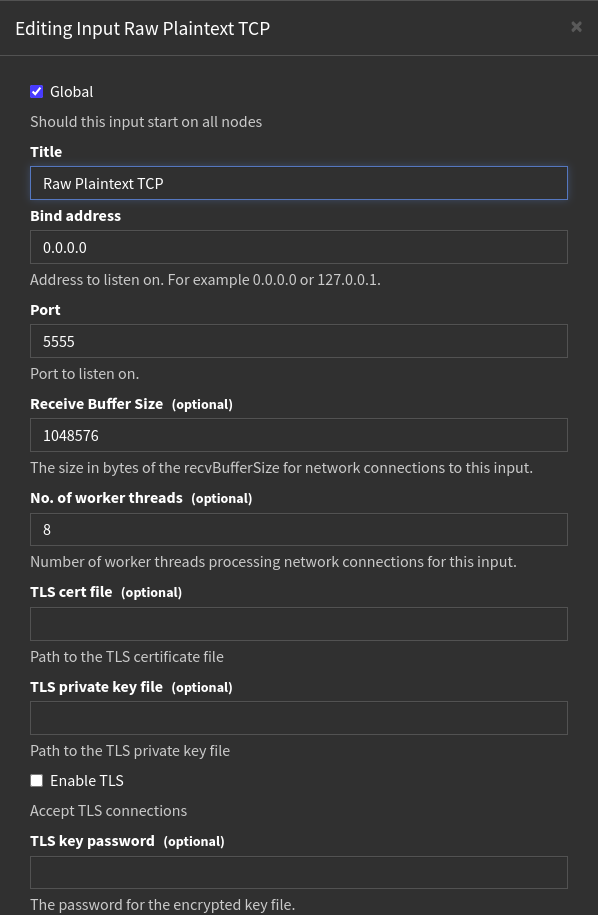 Editing Input Raw Plaintext TCP
×
Global
Should this input start on all nodes
Title
Raw Plaintext TCP
Bind address
0.0.0.0
Address to listen on. For example 0.0.0.0 or 127.0.0.1.
Port
5555
Port to listen on.
Receive Buffer Size (optional)
1048576
The size in bytes of the recvBufferSize for network connections to this input.
No. of worker threads (optional)
8
Number of worker threads processing network connections for this input.
TLS cert file (optional)
Path to the TLS certificate file
TLS private key file (optional)
Path to the TLS private key file
Enable TLS
Accept TLS connections
TLS key password (optional)
The password for the encrypted key file.